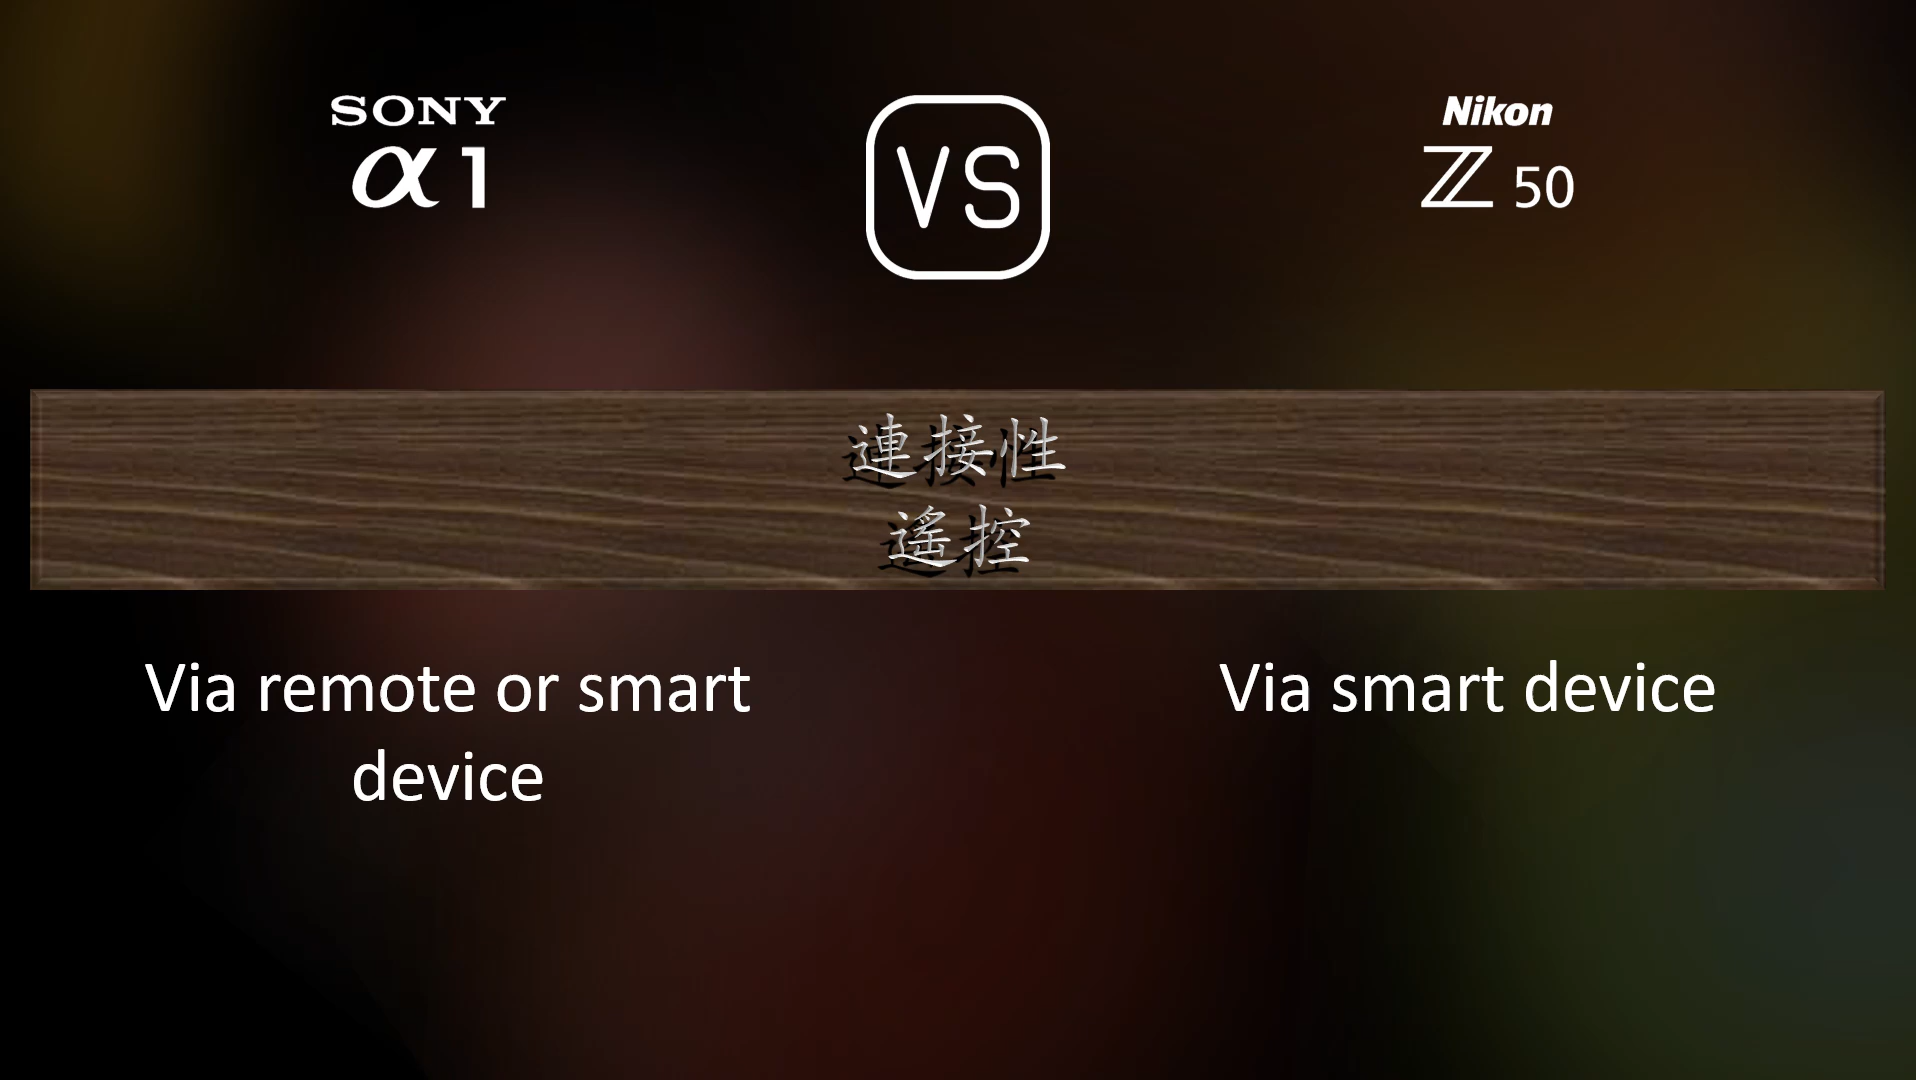 SONY
α1
VS
Nikon
Z 50
連接性
遙控
Via remote or smart
device
Via smart device